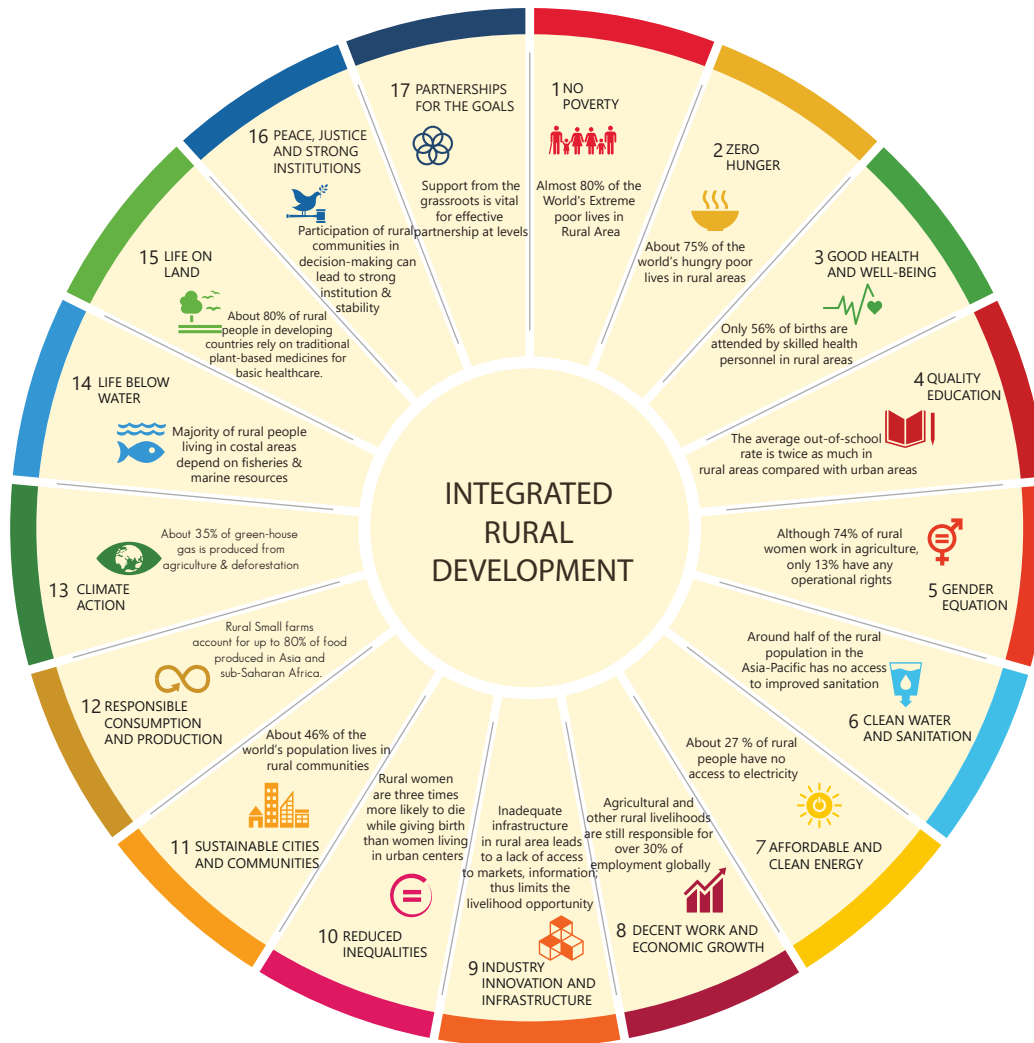 INTEGRATED
RURAL
DEVELOPMENT
1 NO
POVERTY
Almost 80% of the
World's Extreme
poor lives in
Rural Area
2 ZERO
HUNGER
About 75% of the
world's hungry poor
lives in rural areas
3 GOOD HEALTH
AND WELL-BEING
Only 56% of births are
attended by skilled health
personnel in rural areas
4 QUALITY
EDUCATION
The average out-of-school
rate is twice as much in
rural areas compared with urban areas
Although 74% of rural
women work in agriculture,
only 13% have any
operational rights
5 GENDER
EQUATION
Around half of the rural
population in the
Asia-Pacific has no access
to improved sanitation
6 CLEAN WATER
AND SANITATION
About 27 % of rural
people have no
access to electricity
7 AFFORDABLE AND
CLEAN ENERGY
Agricultural and
other rural livelihoods
are still responsible for
over 30% of
employment globally
8 DECENT WORK AND
ECONOMIC GROWTH
Inadequate
infrastructure
in rural area leads
to a lack of access
to markets, information;
thus limits the
livelihood opportunity
9 INDUSTRY
INNOVATION AND
INFRASTRUCTURE
Rural women
are three times
more likely to die
while giving birth
than women living
in urban centers
10 REDUCED
INEQUALITIES
About 46% of the
world's population lives in
rural communities
11 SUSTAINABLE CITIES
AND COMMUNITIES
Rural Small farms
account for up to 80% of food
produced in Asia and
sub-Saharan Africa.
12 RESPONSIBLE
CONSUMPTION
AND PRODUCTION
About 35% of green-house
gas is produced from
agriculture & deforestation
13 CLIMATE
ACTION
14 LIFE BELOW
WATER
Majority of rural people
living in costal areas
depend on fisheries &
marine resources
15 LIFE ON
LAND
About 80% of rural
people in developing
countries rely on traditional
plant-based medicines for
basic healthcare.
16 PEACE, JUSTICE
AND STRONG
INSTITUTIONS
Participation of rural
communities in
decision-making can
lead to strong
institution &
stability
17 PARTNERSHIPS
FOR THE GOALS
Support from the
grassroots is vital
for effective
partnership at levels